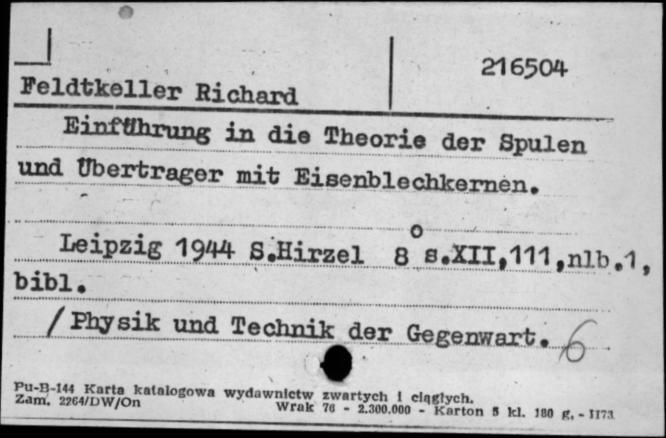 216504
Feldtkeller Richard
Einführung in die Theorie der Spulen
und Übertrager mit Eisenblechkernen.
Leipzig 1944 S.Hirzel 8° s.XII,111,nlb.1,
bibl.
/Physik und Technik der Gegenwart. 6
Pu-B-144 Karta katalogowa wydawnictw zwartych i ciągłych.
Zam. 2264/DW/On Wrak 76 - 2.300.000 - Karton 5 kl. 180 g. - II73